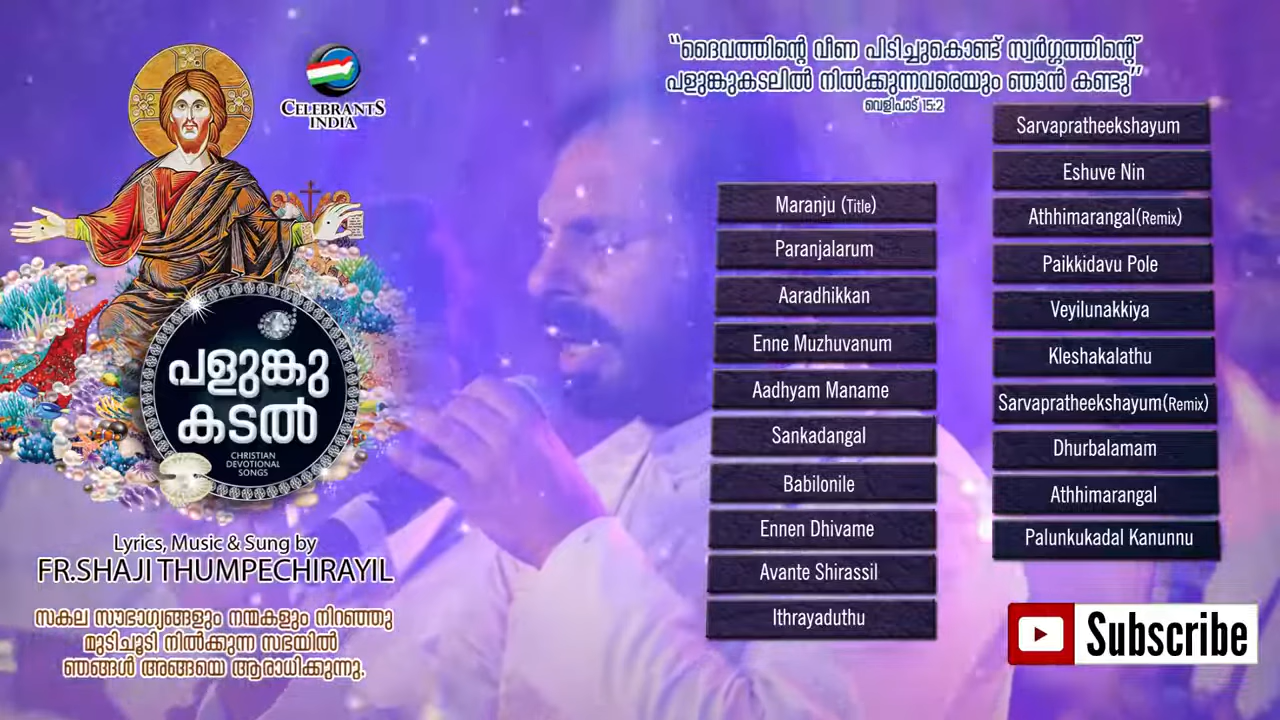 CELEBRANTS
INDIA
“ദൈവത്തിന്റെ വീണ പിടിച്ചുകൊണ്ട് സ്വർഗ്ഗത്തിന്റെ
പളുങ്കുകടലിൽ നിൽക്കുന്നവരെയും ഞാൻ കണ്ടു”
വെളിപാട് 15:2
പളുങ്കു
കടൽ
CHRISTIAN
DEVOTIONAL
SONGS
Lyrics, Music & Sung by
FR.SHAJI THUMPECHIRAYIL
സകല സൗഭാഗ്യങ്ങളും നന്മകളും നിറഞ്ഞു
മുടിചൂടി നിൽക്കുന്ന സഭയിൽ
ഞങ്ങൾ അങ്ങയെ ആരാധിക്കുന്നു.
Maranju (Title)
Paranjalarum
Aaradhikkan
Enne Muzhuvanum
Aadhyam Maname
Sankadangal
Babilonile
Ennen Dhivame
Avante Shirassil
Ithrayaduthu
Sarvapratheekshayum
Eshuve Nin
Athhimarangal(Remix)
Paikkidavu Pole
Veyilunakkiya
Kleshakalathu
Sarvapratheekshayum(Remix)
Dhurbalamam
Athhimarangal
Palunkukadal Kanunnu
Subscribe